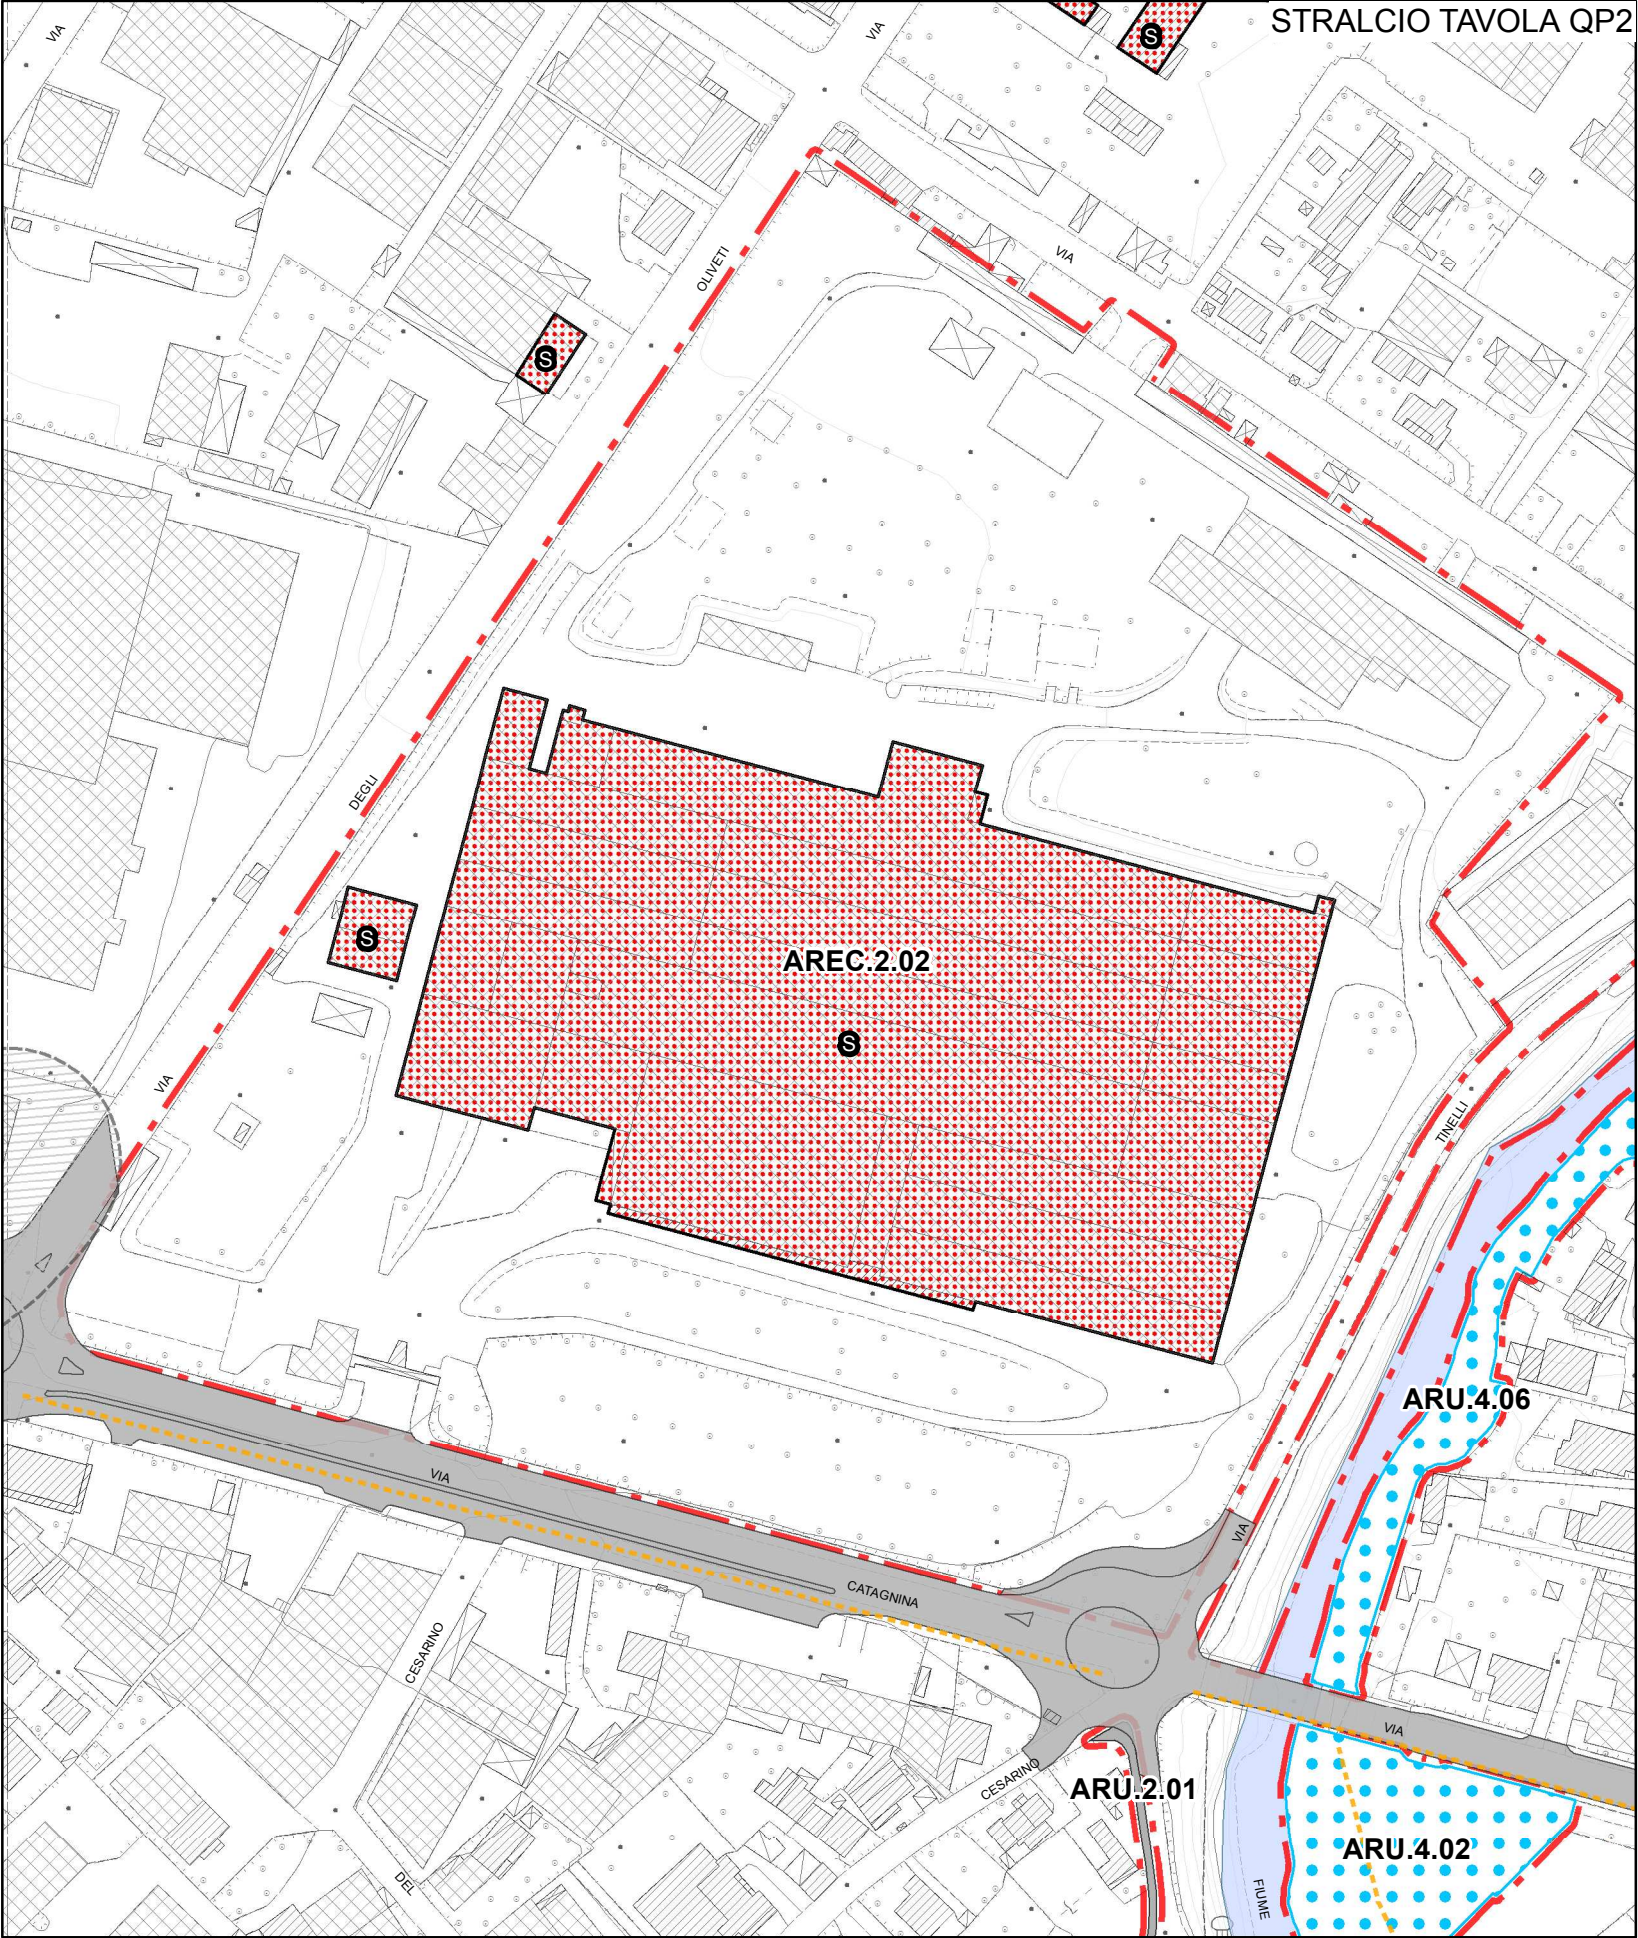 STRALCIO TAVOLA QP2
VIA
VIA
S
OLIVETI
VIA
S
DEGLI
S
AREC.2.02
S
VIA
TINELLI
ARU.4.06
VIA
VIA
CATAGNINA
CESARINO
VIA
CESARINO
ARU.2.01
ARU.4.02
DEL
FIUME